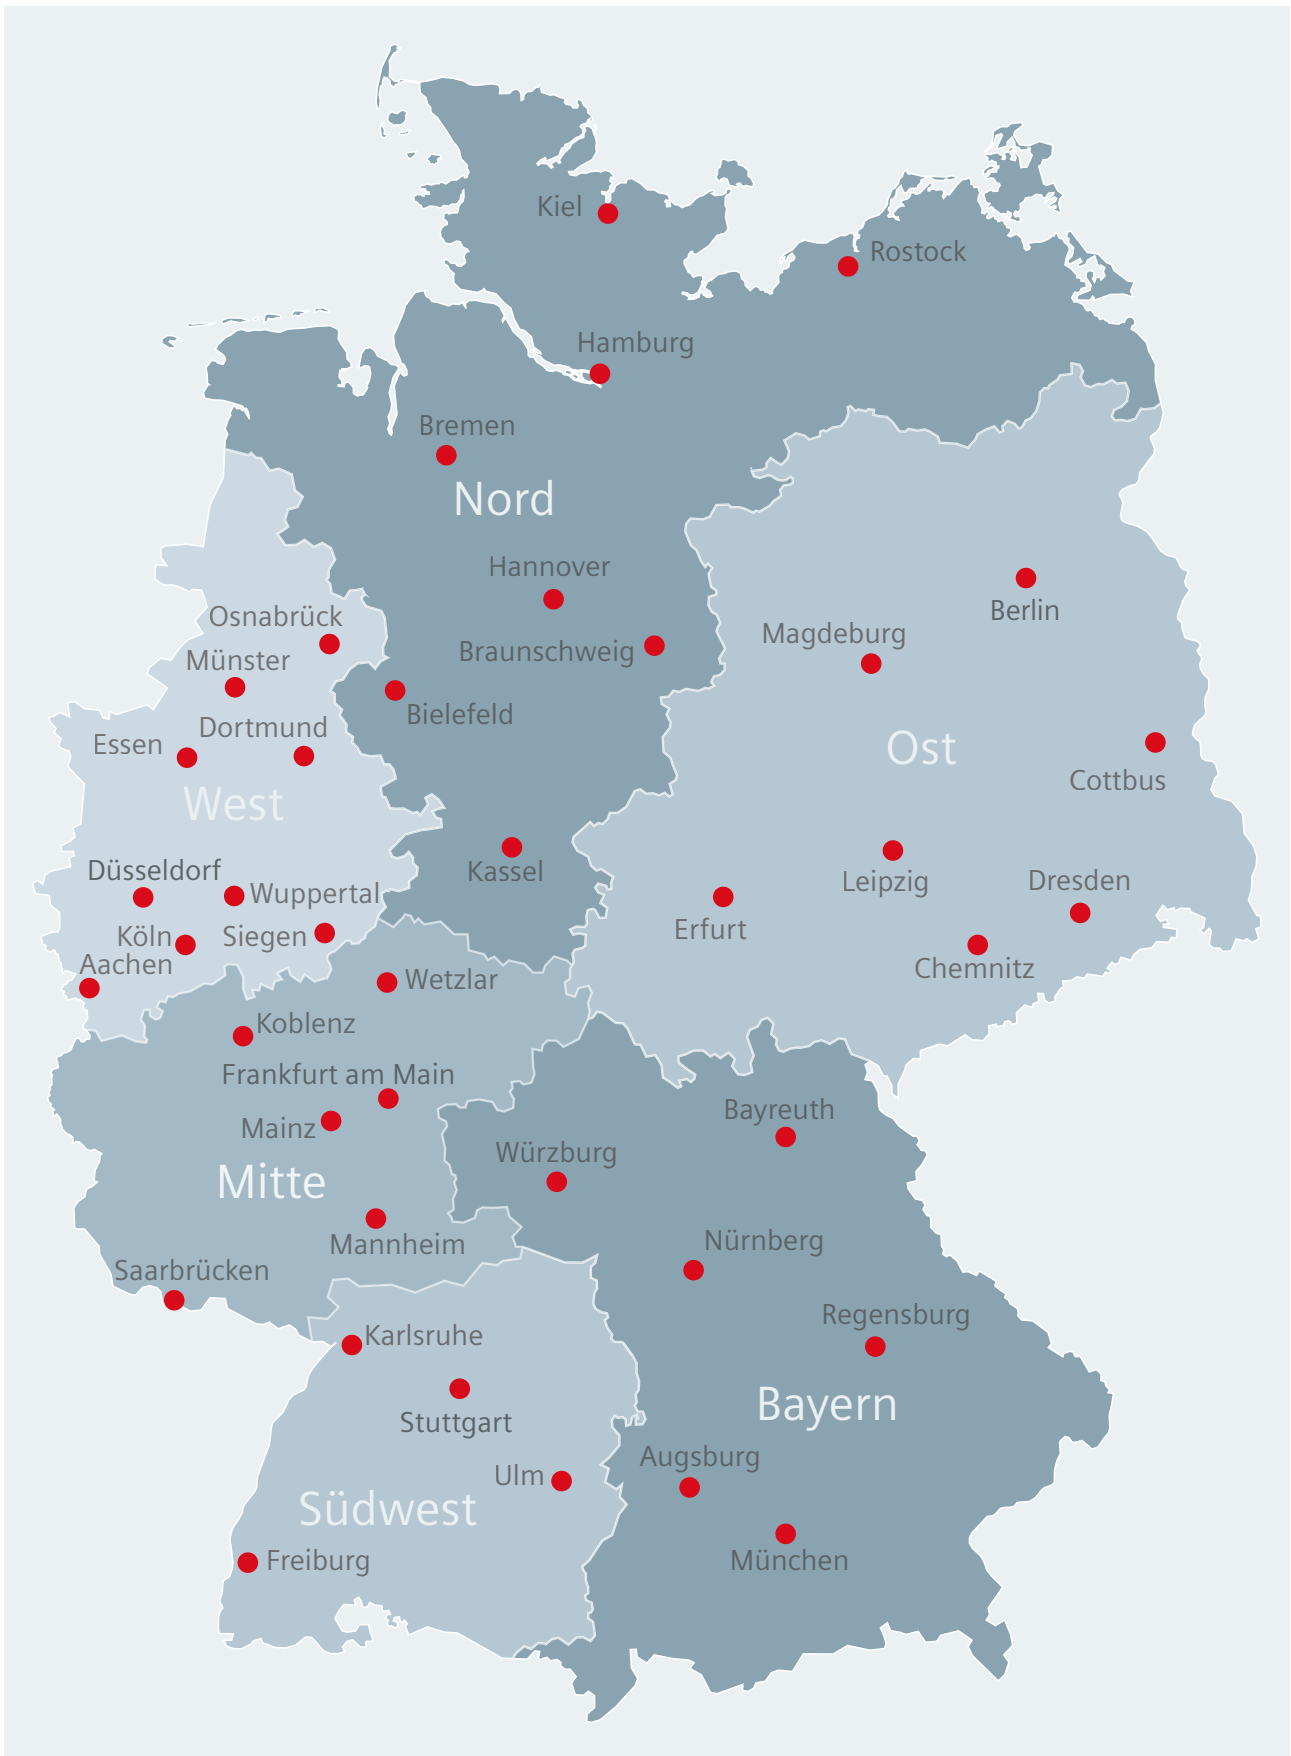 Kiel
Rostock
Hamburg
Bremen
Nord
Hannover
Berlin
Osnabrück
Magdeburg
Braunschweig
Münster
Bielefeld
Dortmund
Essen
Ost
Cottbus
West
Düsseldorf
Kassel
Leipzig
Dresden
Wuppertal
Erfurt
Köln
Siegen
Aachen
Chemnitz
Wetzlar
Koblenz
Frankfurt am Main
Bayreuth
Mainz
Würzburg
Mitte
Mannheim
Nürnberg
Saarbrücken
Regensburg
Karlsruhe
Bayern
Stuttgart
Augsburg
Ulm
Südwest
Freiburg
München